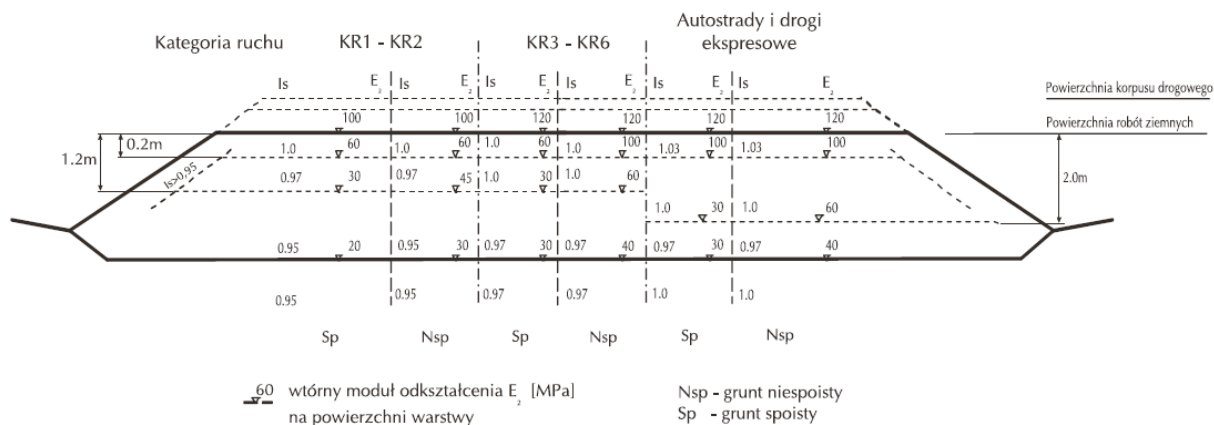 Kategoria ruchu KR1 - KR2 KR3 - KR6 Autostrady i drogi
ekspresowe
Is E₂ Is E₂ Is E₂ Is E₂ Is E₂ Is E₂
Powierzchnia korpusu drogowego
100 100 120 120 120 120
Powierzchnia robót ziemnych
0.2m 1.0 60 1.0 60 1.0 60 1.0 100 1.03 100 1.03 100
1.2m Is>0,95 0.97 30 0.97 45 1.0 30 1.0 60
2.0m
1.0 30 1.0 60
0.95 20 0.95 30 0.97 30 0.97 40 0.97 30 0.97 40
0.95 0.95 0.97 0.97 1.0 1.0
Sp Nsp Sp Nsp Sp Nsp
60 wtórny moduł odkształcenia E₂ [MPa]
na powierzchni warstwy
Nsp - grunt niespoisty
Sp - grunt spoisty